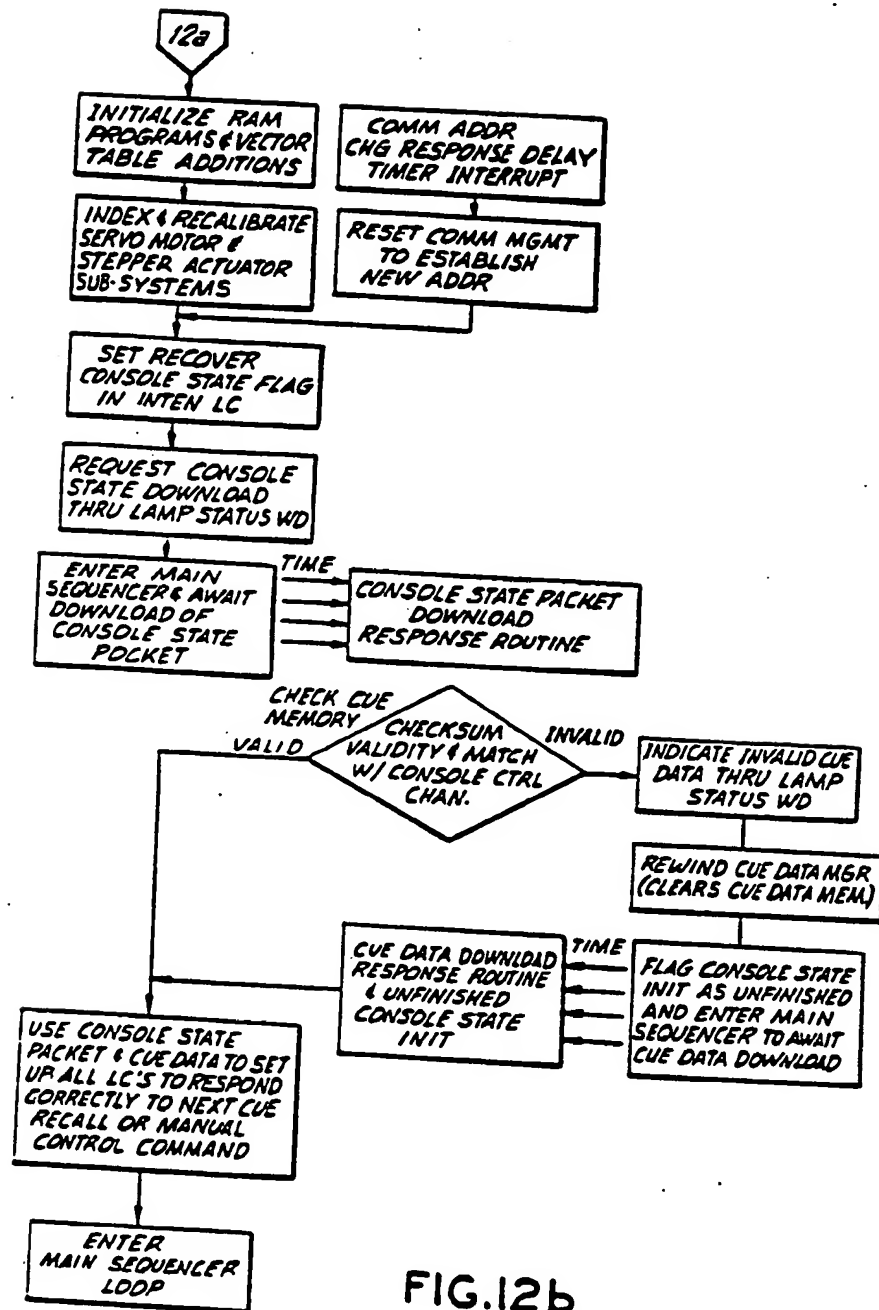 12a
INITIALIZE RAM
PROGRAMS & VECTOR
TABLE ADDITIONS
COMM ADDR
CHG RESPONSE DELAY
TIMER INTERRUPT
INDEX & RECALIBRATE
SERVO MOTOR &
STEPPER ACTUATOR
SUB-SYSTEMS
RESET COMM MGMT
TO ESTABLISH
NEW ADDR
SET RECOVER
CONSOLE STATE FLAG
IN INTEN LC
REQUEST CONSOLE
STATE DOWNLOAD
THRU LAMP STATUS WD
ENTER MAIN
SEQUENCER & AWAIT
DOWNLOAD OF
CONSOLE STATE
POCKET
TIME
CONSOLE STATE PACKET
DOWNLOAD
RESPONSE ROUTINE
CHECK CUE
MEMORY
VALID
CHECKSUM
VALIDITY & MATCH
W/ CONSOLE CTRL
CHAN.
INVALID
INDICATE INVALID CUE
DATA THRU LAMP
STATUS WD
REWIND CUE DATA MGR
(CLEARS CUE DATA MEM.)
FLAG CONSOLE STATE
INIT AS UNFINISHED
AND ENTER MAIN
SEQUENCER TO AWAIT
CUE DATA DOWNLOAD
TIME
CUE DATA DOWNLOAD
RESPONSE ROUTINE
& UNFINISHED
CONSOLE STATE
INIT
USE CONSOLE STATE
PACKET & CUE DATA TO SET
UP ALL LC'S TO RESPOND
CORRECTLY TO NEXT CUE
RECALL OR MANUAL
CONTROL COMMAND
ENTER
MAIN SEQUENCER
LOOP
FIG.12b